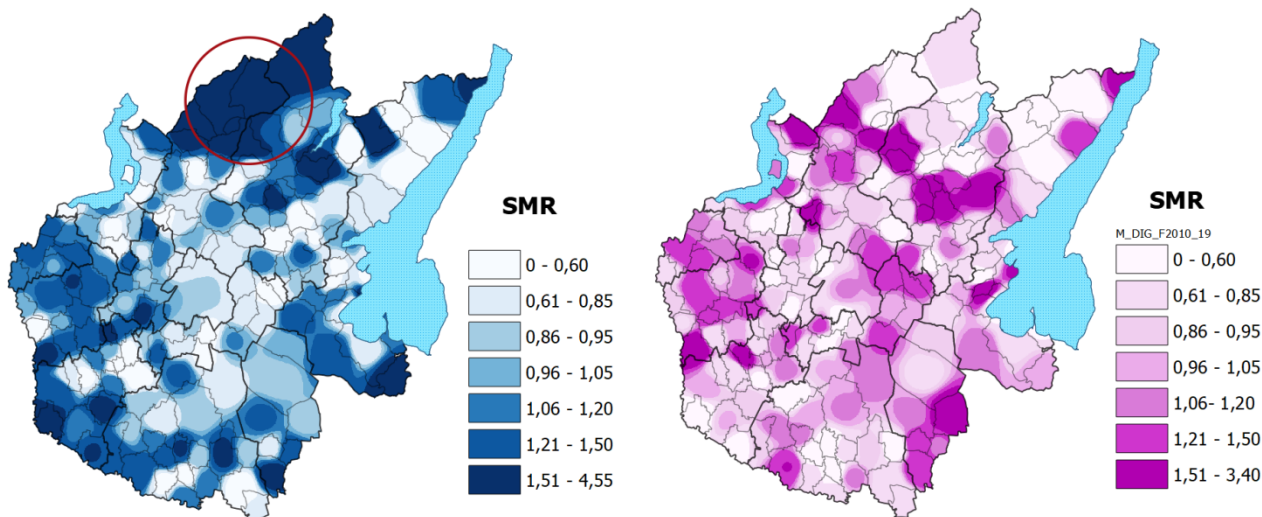 SMR
0 - 0,60
0,61 - 0,85
0,86 - 0,95
0,96 - 1,05
1,06 - 1,20
1,21 - 1,50
1,51 - 4,55
SMR
M_DIG_F2010_19
0 - 0,60
0,61 - 0,85
0,86 - 0,95
0,96 - 1,05
1,06- 1,20
1,21 - 1,50
1,51 - 3,40